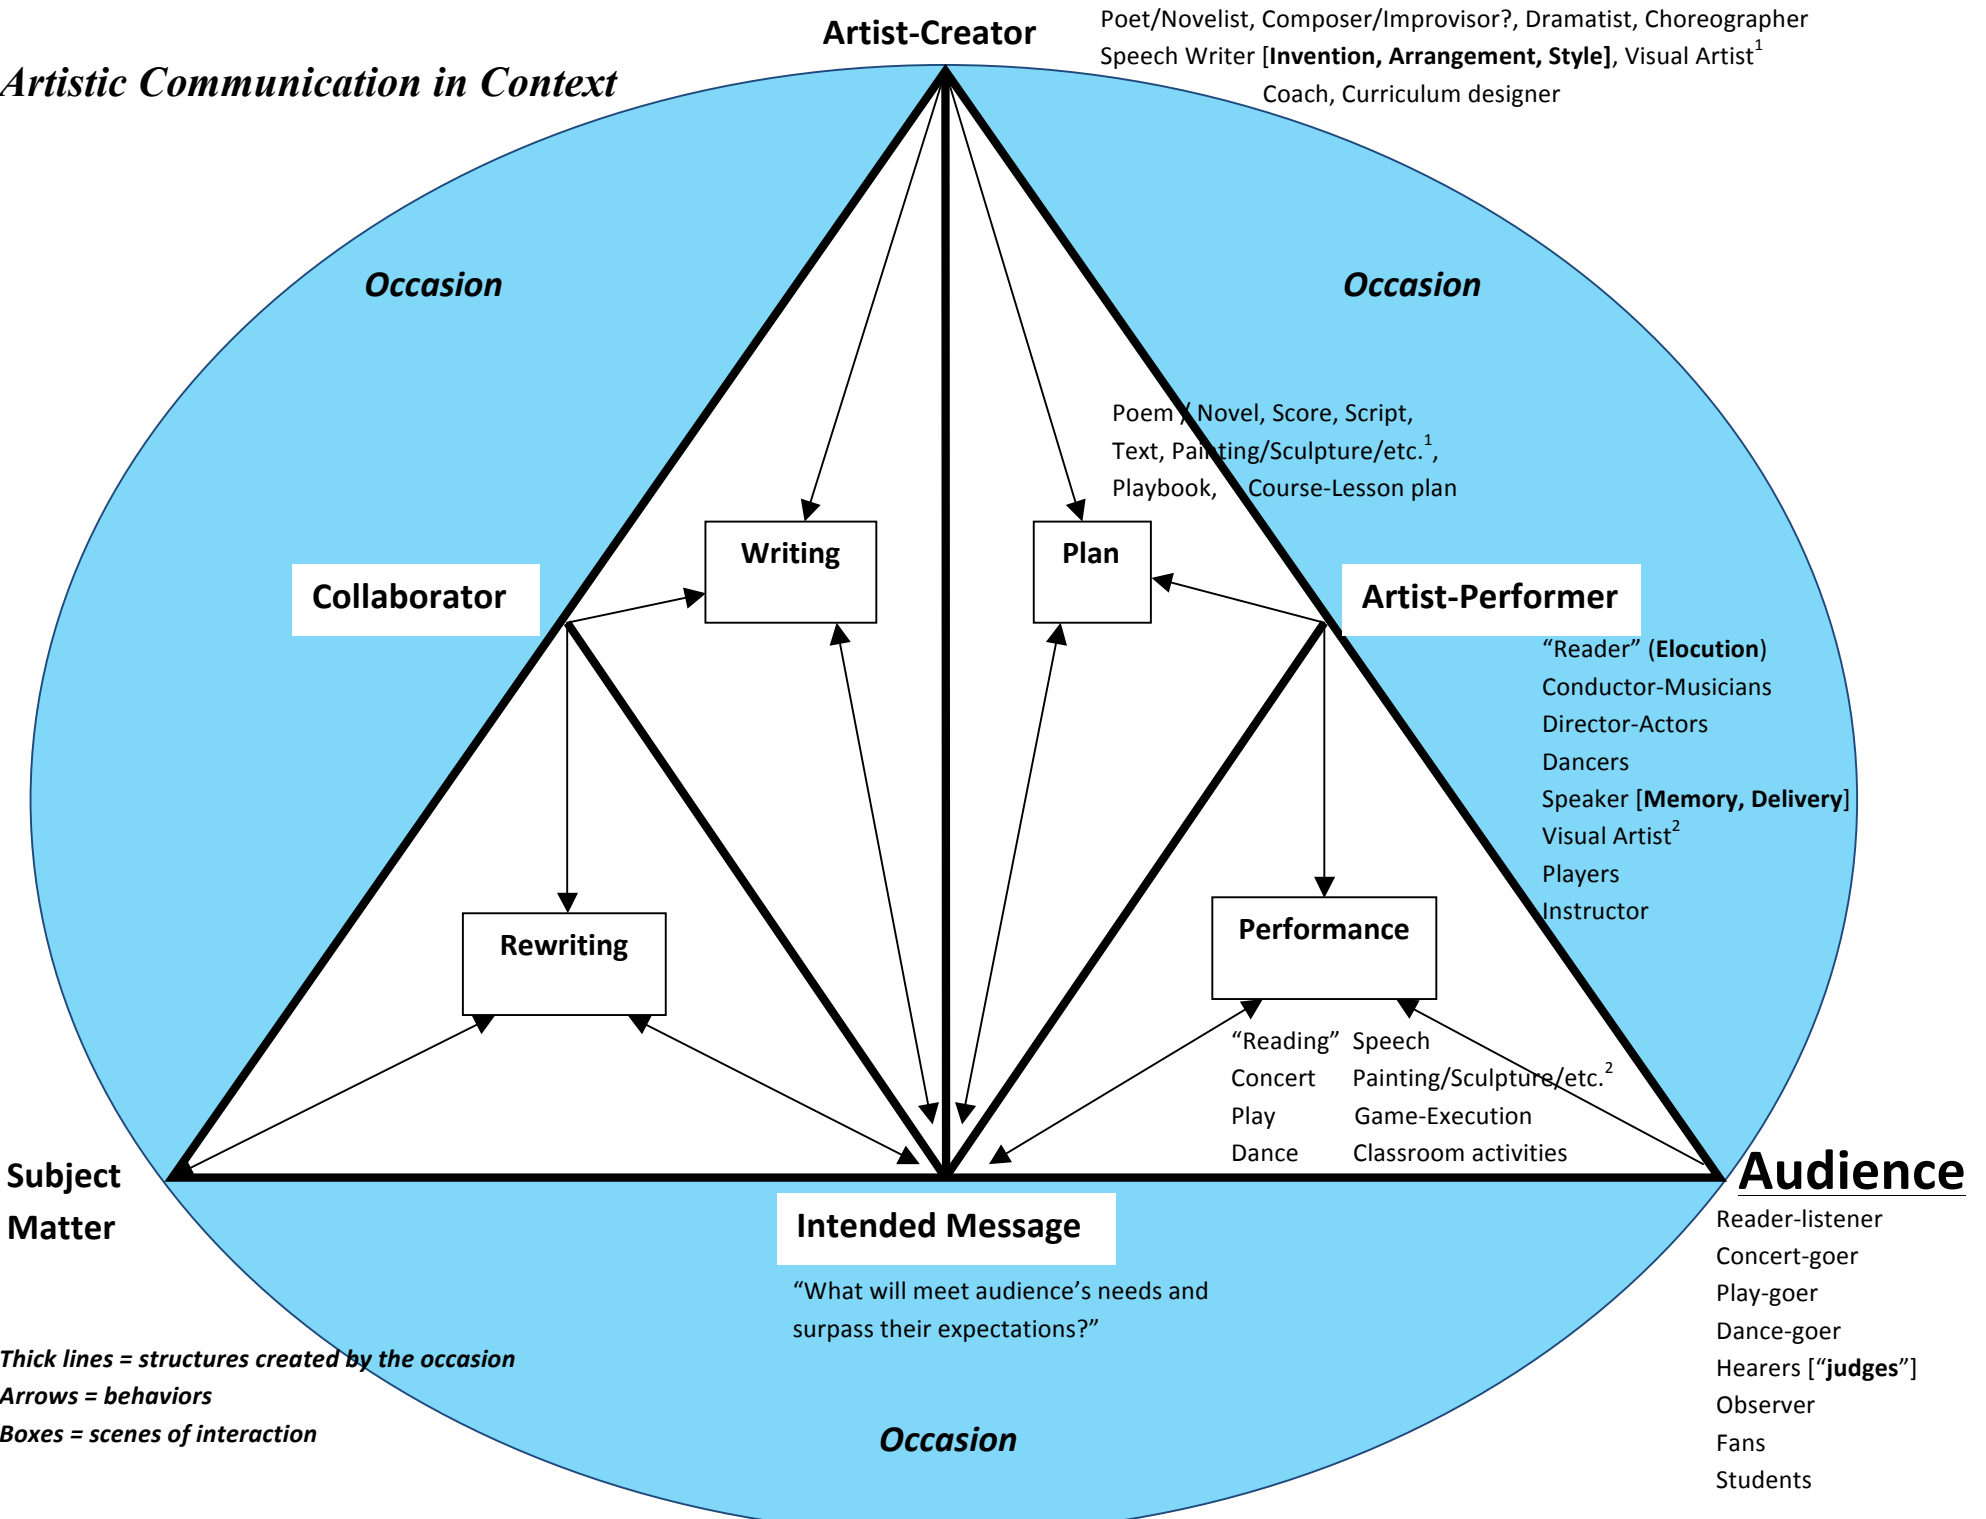 Artist-Creator
Poet/Novelist, Composer/Improvisor?, Dramatist, Choreographer
Speech Writer [Invention, Arrangement, Style], Visual Artist1
Coach, Curriculum designer
Artistic Communication in Context
Occasion
Occasion
Poem / Novel, Score, Script,
Text, Painting/Sculpture/etc.1,
Playbook, Course-Lesson plan
Writing
Plan
Collaborator
Artist-Performer
“Reader” (Elocution)
Conductor-Musicians
Director-Actors
Dancers
Speaker [Memory, Delivery]
Visual Artist2
Players
Instructor
Rewriting
Performance
“Reading” Speech
Concert Painting/Sculpture/etc.2
Play Game-Execution
Dance Classroom activities
Subject
Matter
Intended Message
“What will meet audience’s needs and
surpass their expectations?”
Audience
Reader-listener
Concert-goer
Play-goer
Dance-goer
Hearers [“judges”]
Observer
Fans
Students
Thick lines = structures created by the occasion
Arrows = behaviors
Boxes = scenes of interaction
Occasion